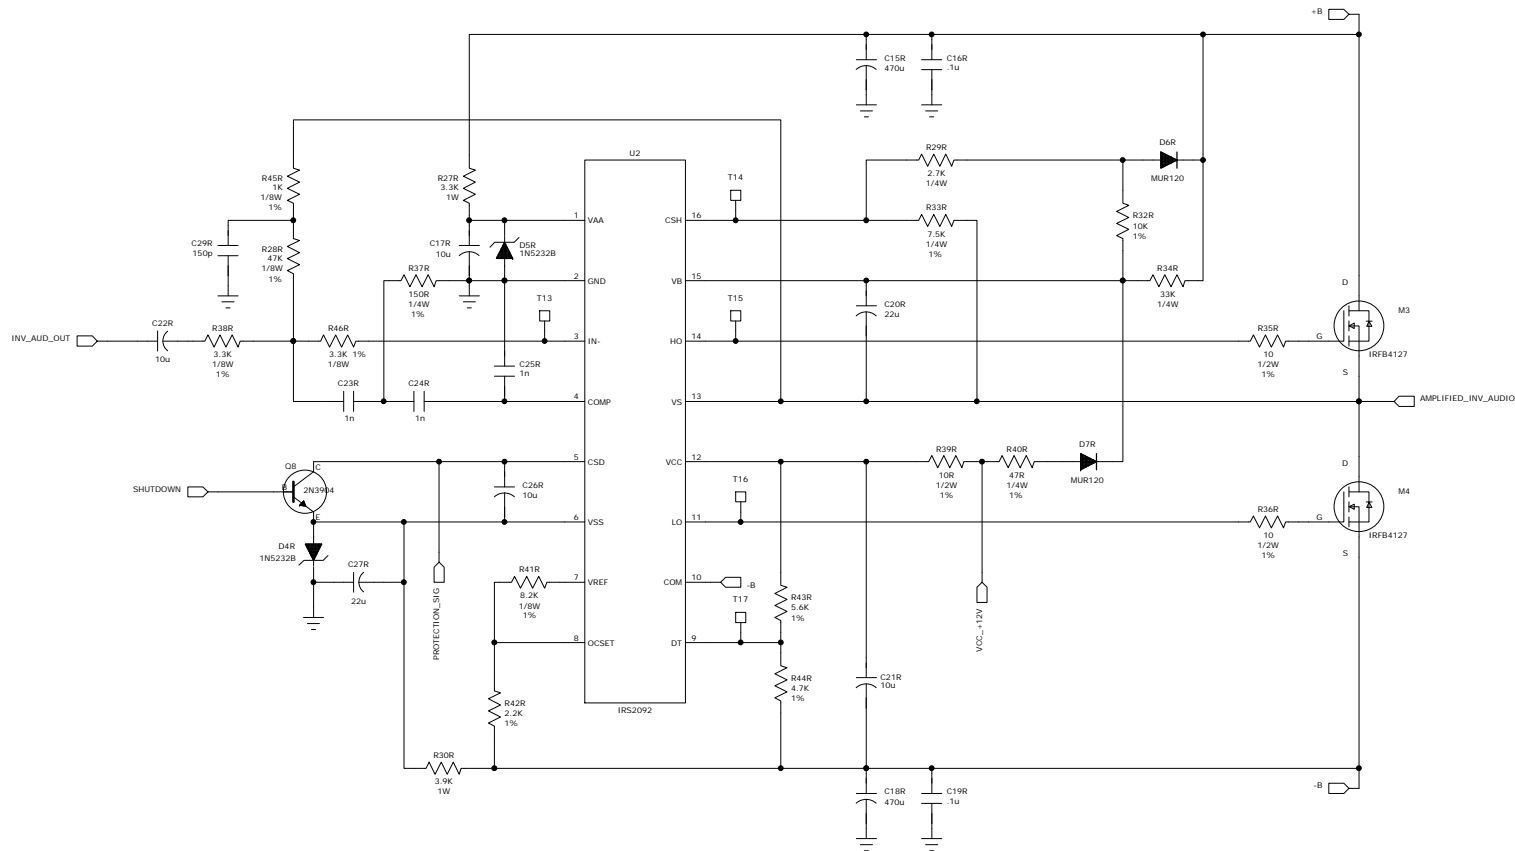 +B
C15R
470u
C16R
.1u
U2
D6R
MUR120
R29R
2.7K
1/4W
R45R
1K
1/8W
1%
R27R
3.3K
1W
T14
R33R
7.5K
1/4W
1%
R32R
10K
1%
1
VAA
CSH
16
C29R
150p
R28R
47K
1/8W
1%
C17R
10u
D5R
1N5232B
R37R
150R
1/4W
1%
2
GND
VB
15
R34R
33K
1/4W
D
T13
T15
C20R
22u
M3
INV_AUD_OUT
C22R
10u
R38R
3.3K
1/8W
1%
R46R
3.3K 1%
1/8W
3
IN-
HO
14
R35R
10
1/2W
1%
G
IRFB4127
S
C25R
1n
C23R
1n
C24R
1n
4
COMP
VS
13
AMPLIFIED_INV_AUDIO
Q8
C
B
2N3904
E
SHUTDOWN
5
CSD
VCC
12
R39R
10R
1/2W
1%
R40R
47R
1/4W
1%
D7R
MUR120
D
C26R
10u
T16
M4
6
VSS
LO
11
R36R
10
1/2W
1%
G
IRFB4127
S
D4R
1N5232B
C27R
22u
PROTECTION_SIG
R41R
8.2K
1/8W
1%
7
VREF
COM
10
-B
T17
R43R
5.6K
1%
VCC_+12V
8
OCSET
DT
9
R44R
4.7K
1%
C21R
10u
R42R
2.2K
1%
IRS2092
R30R
3.9K
1W
C18R
470u
C19R
.1u
-B